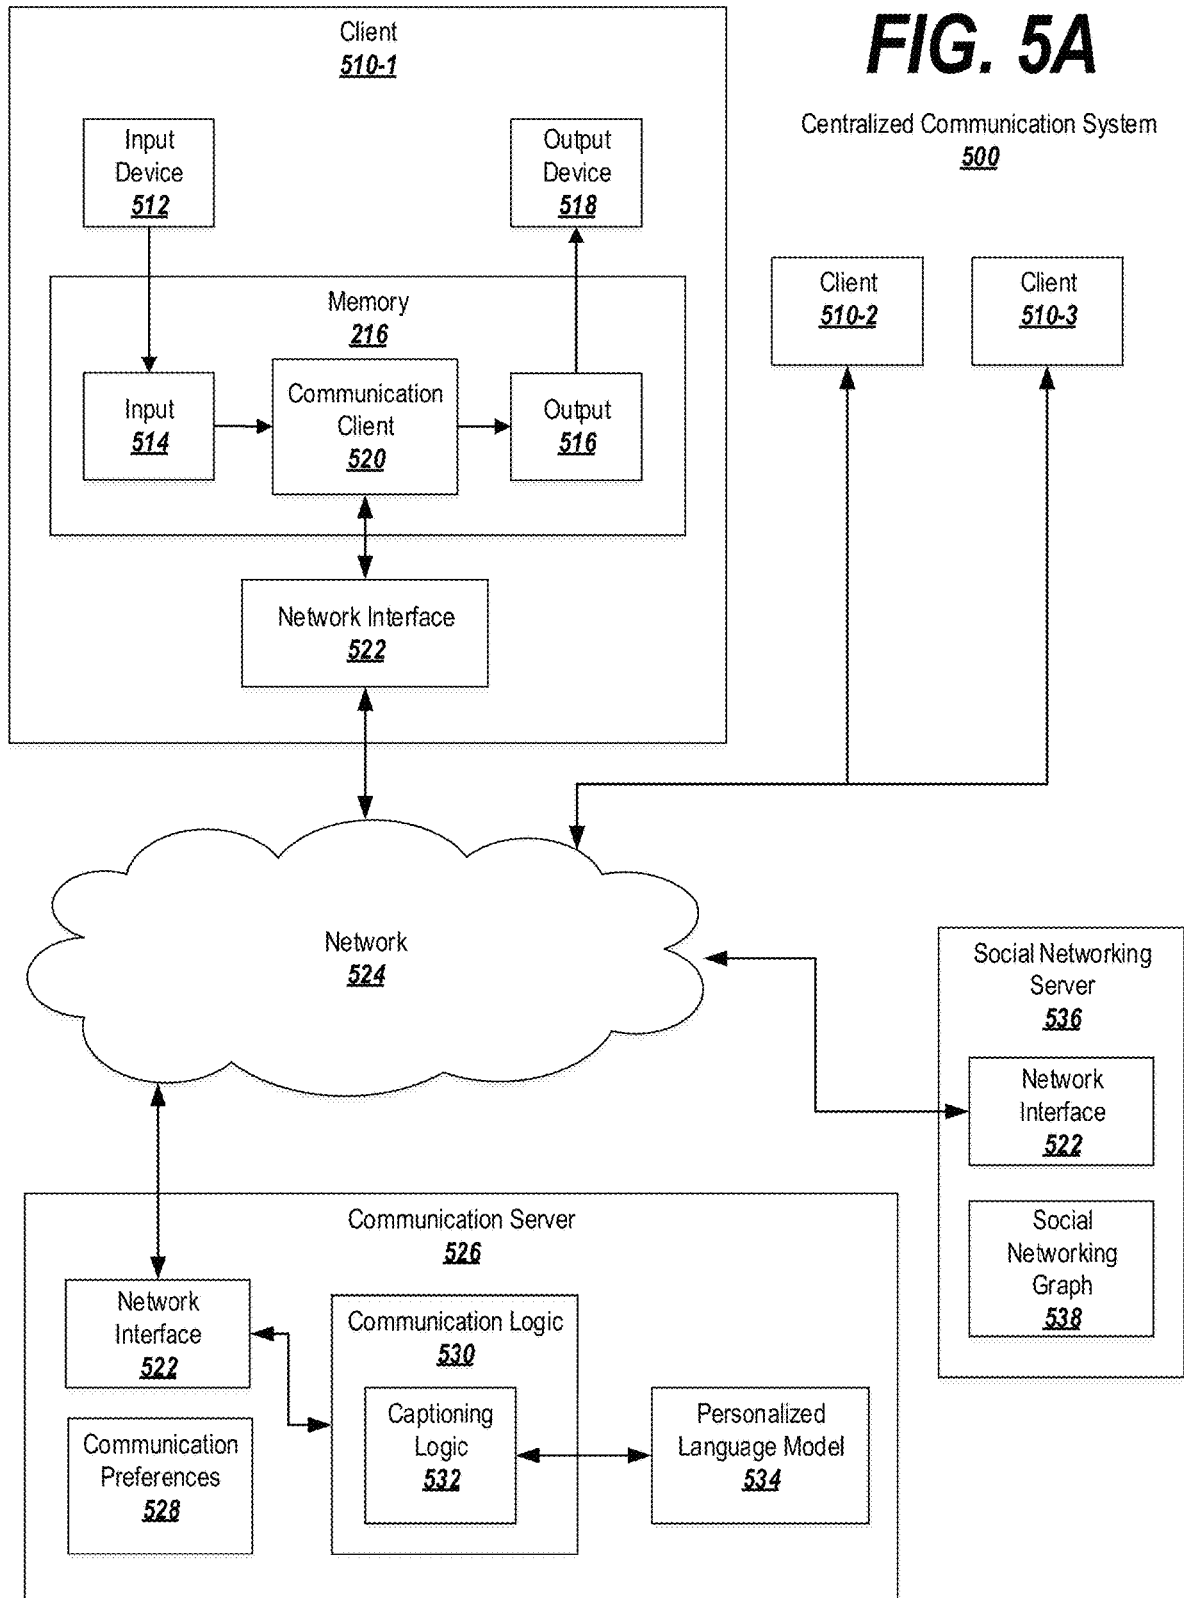 FIG. 5A
Centralized Communication System
500
Client
510-1
Input
Device
512
Output
Device
518
Memory
216
Input
514
Communication
Client
520
Output
516
Network Interface
522
Client
510-2
Client
510-3
Network
524
Social Networking
Server
536
Network
Interface
522
Social
Networking
Graph
538
Communication Server
526
Network
Interface
522
Communication
Preferences
528
Communication Logic
530
Captioning
Logic
532
Personalized
Language Model
534